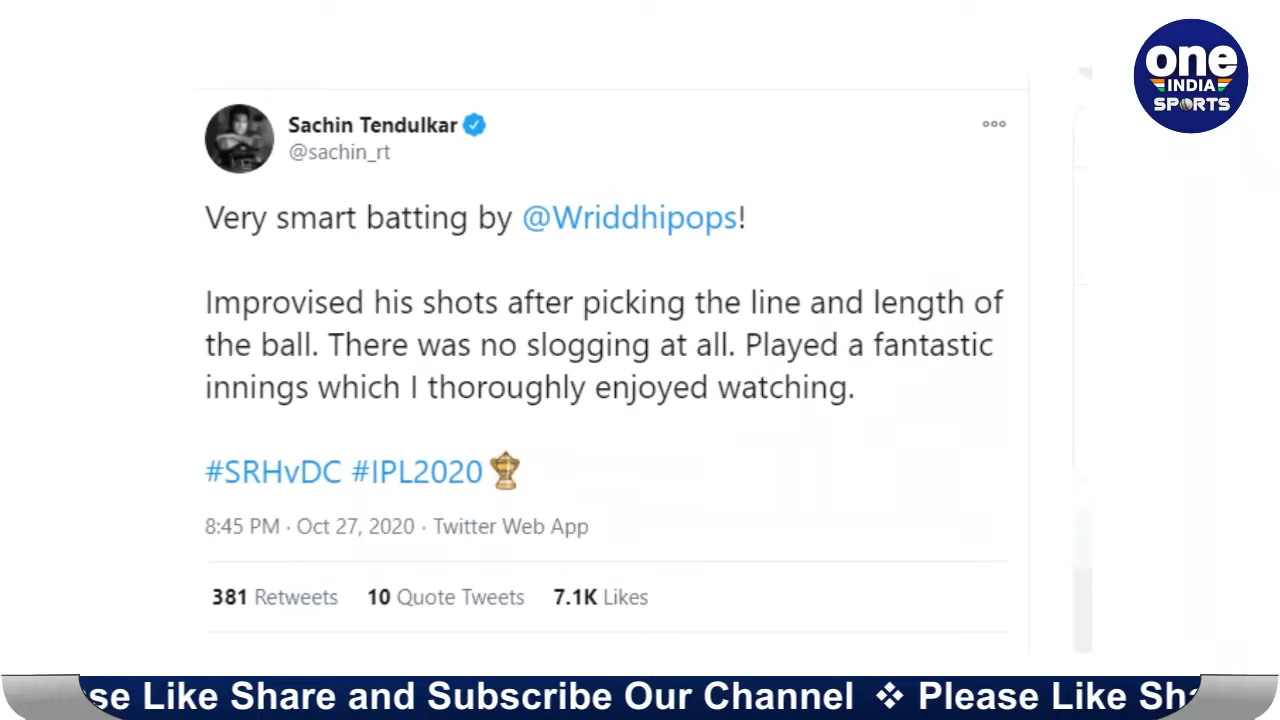 one
INDIA
SPORTS
Sachin Tendulkar
@sachin_rt
Very smart batting by @Wriddhipops!
Improvised his shots after picking the line and length of
the ball. There was no slogging at all. Played a fantastic
innings which I thoroughly enjoyed watching.
#SRHvDC #IPL2020
8:45 PM · Oct 27, 2020 · Twitter Web App
381 Retweets 10 Quote Tweets 7.1K Likes
se Like Share and Subscribe Our Channel ❖ Please Like Sha